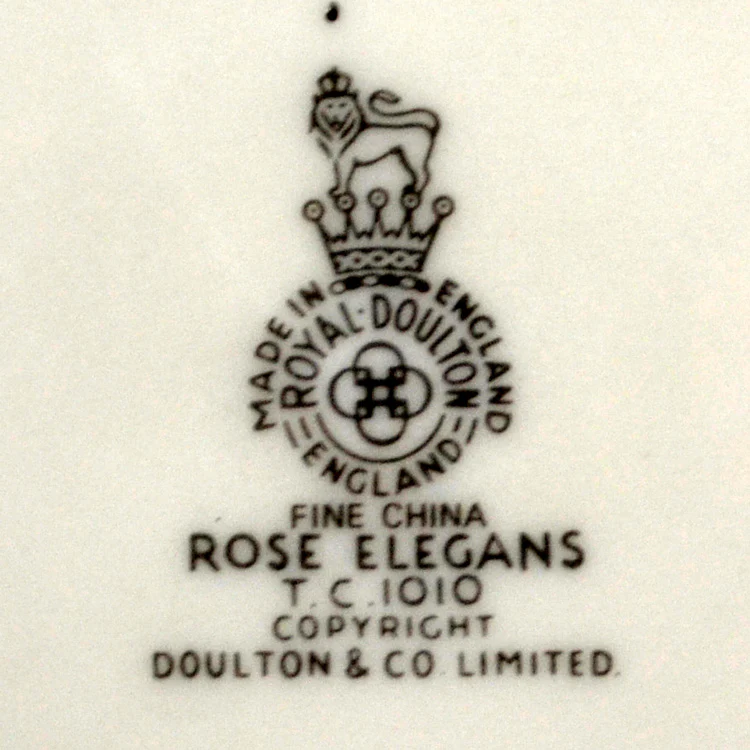 MADE IN ENGLAND
ROYAL·DOULTON
ENGLAND
FINE CHINA
ROSE ELEGANS
T.C.1010
COPYRIGHT
DOULTON & CO. LIMITED.